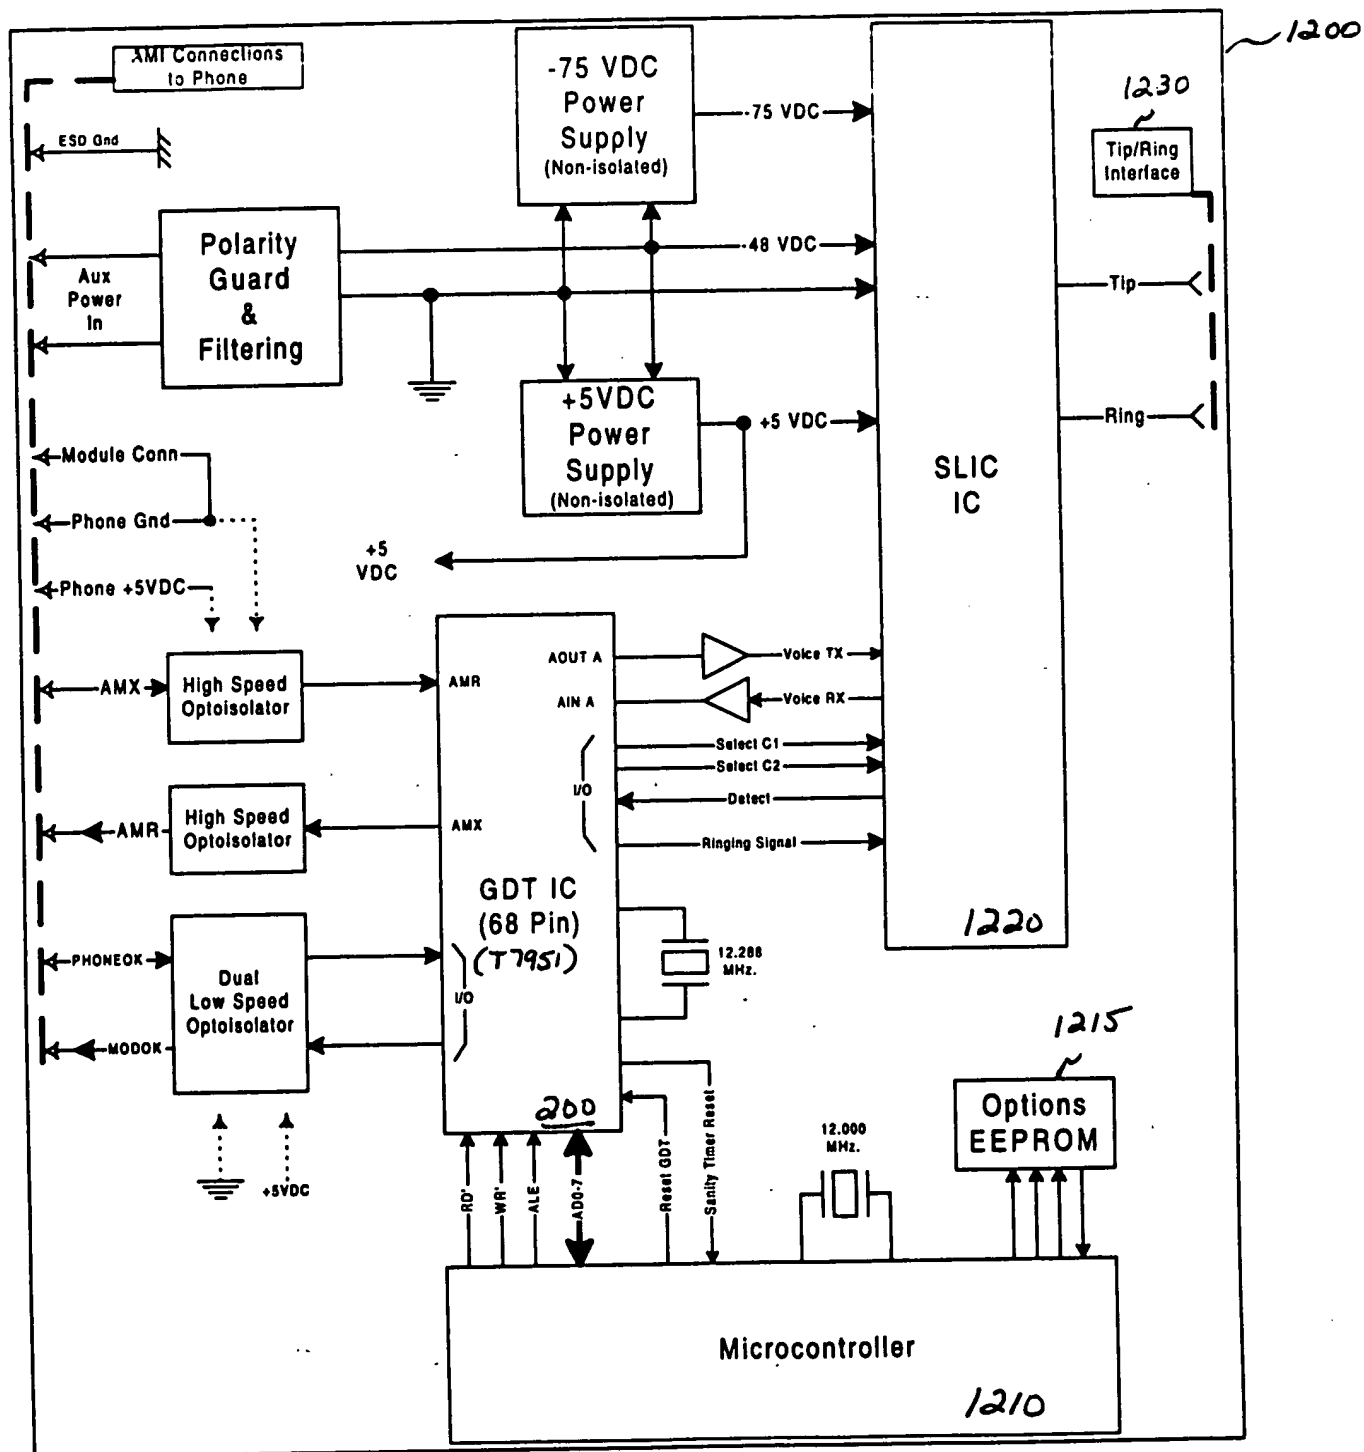 1200
AMI Connections
to Phone
-75 VDC
Power
Supply
(Non-isolated)
-75 VDC
1230
Tip/Ring
Interface
ESD Gnd
Polarity
Guard
&
Filtering
Aux
Power
In
-48 VDC
Tip
+5VDC
Power
Supply
(Non-isolated)
+5 VDC
Ring
SLIC
IC
Module Conn
Phone Gnd
Phone +5VDC
+5
VDC
AMX
High Speed
Optoisolator
AMR
AOUT A
Voice TX
AIN A
Voice RX
Select C1
Select C2
I/O
Detect
Ringing Signal
AMR
High Speed
Optoisolator
AMX
GDT IC
(68 Pin)
(T7951)
1220
12.288
MHz.
PHONEOK
Dual
Low Speed
Optoisolator
I/O
MODOK
200
+5VDC
RD'
WR'
ALE
AD0-7
Reset GDT
Sanity Timer Reset
12.000
MHz.
1215
Options
EEPROM
Microcontroller
1210